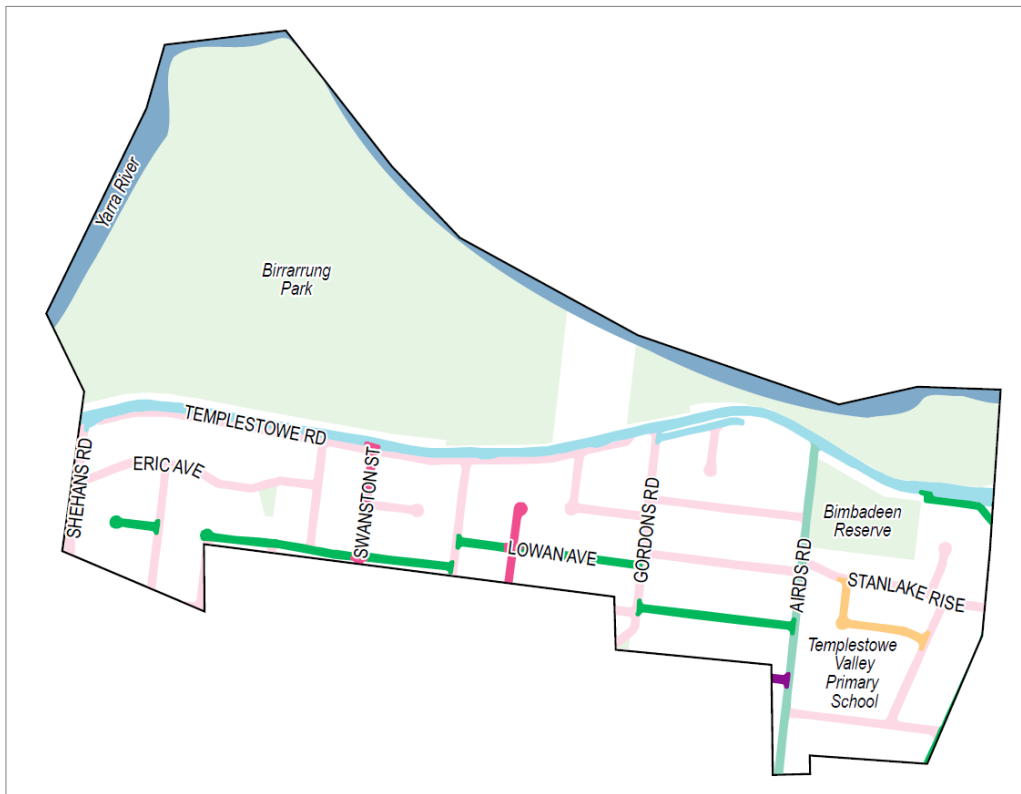 Yarra River
Birrarrung
Park
TEMPLESTOWE RD
SHEHANS RD
ERIC AVE
SWANSTON ST
LOWAN AVE
GORDONS RD
AIRDS RD
Bimbadeen
Reserve
STANLAKE RISE
Templestowe
Valley
Primary
School